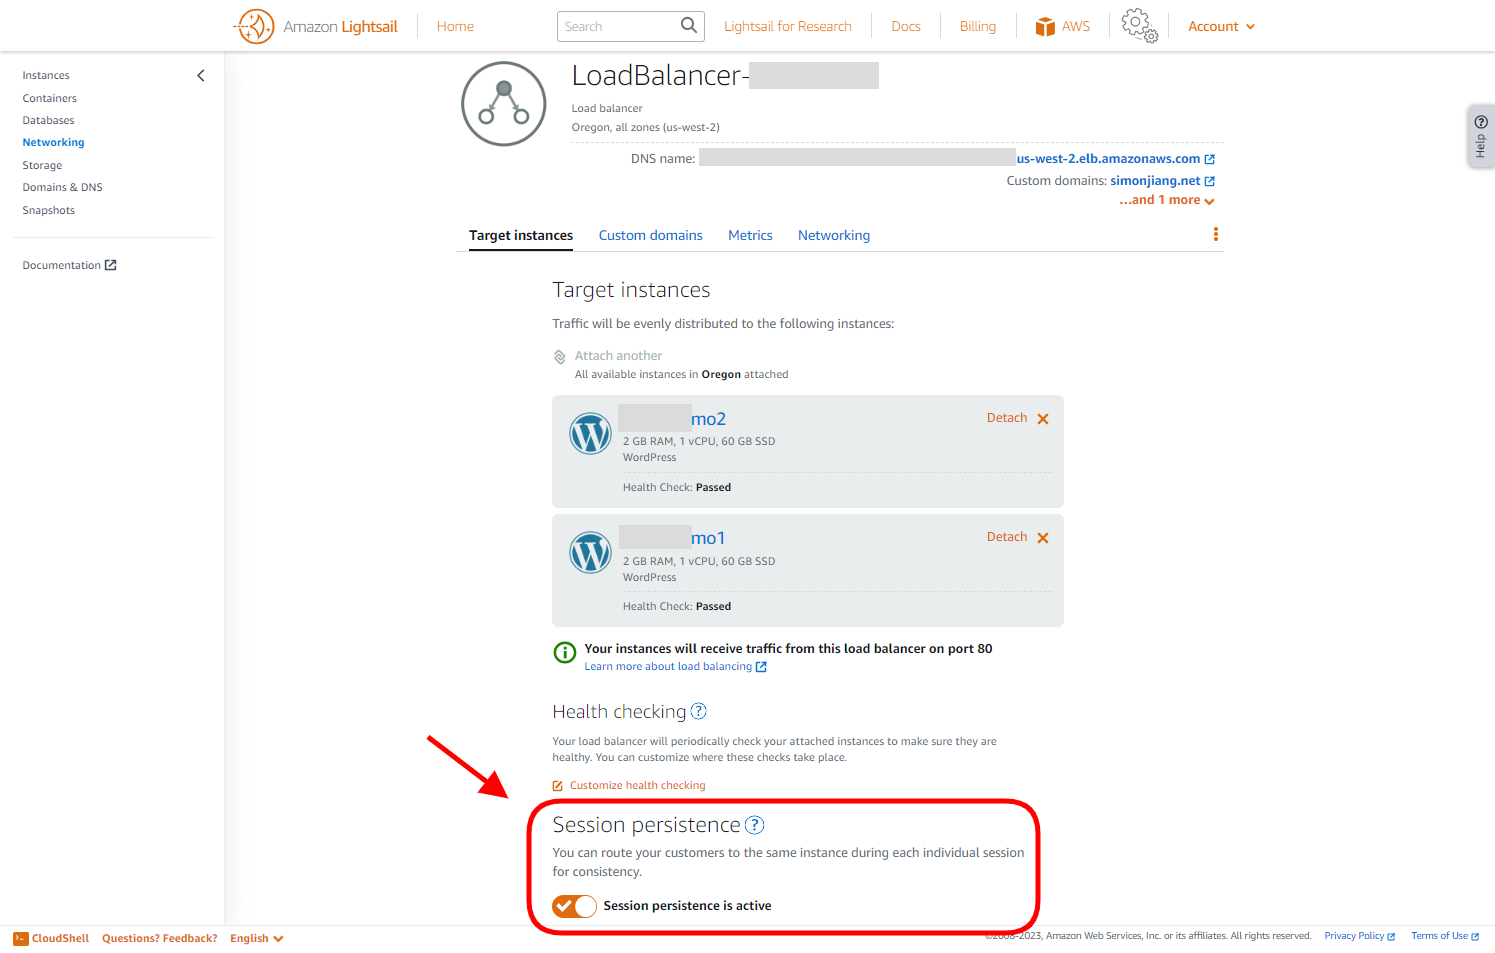 Amazon Lightsail
Home
Search
Lightsail for Research
Docs
Billing
AWS
Account
Instances
Containers
Databases
Networking
Storage
Domains & DNS
Snapshots
Documentation
LoadBalancer-
Load balancer
Oregon, all zones (us-west-2)
DNS name: us-west-2.elb.amazonaws.com
Custom domains: simonjiang.net
...and 1 more
Help
Target instances
Custom domains
Metrics
Networking
Target instances
Traffic will be evenly distributed to the following instances:
Attach another
All available instances in Oregon attached
mo2
Detach
2 GB RAM, 1 vCPU, 60 GB SSD
WordPress
Health Check: Passed
mo1
Detach
2 GB RAM, 1 vCPU, 60 GB SSD
WordPress
Health Check: Passed
Your instances will receive traffic from this load balancer on port 80
Learn more about load balancing
Health checking
Your load balancer will periodically check your attached instances to make sure they are
healthy. You can customize where these checks take place.
Customize health checking
Session persistence
You can route your customers to the same instance during each individual session
for consistency.
Session persistence is active
CloudShell
Questions? Feedback?
English
©2008-2023, Amazon Web Services, Inc. or its affiliates. All rights reserved.
Privacy Policy
Terms of Use